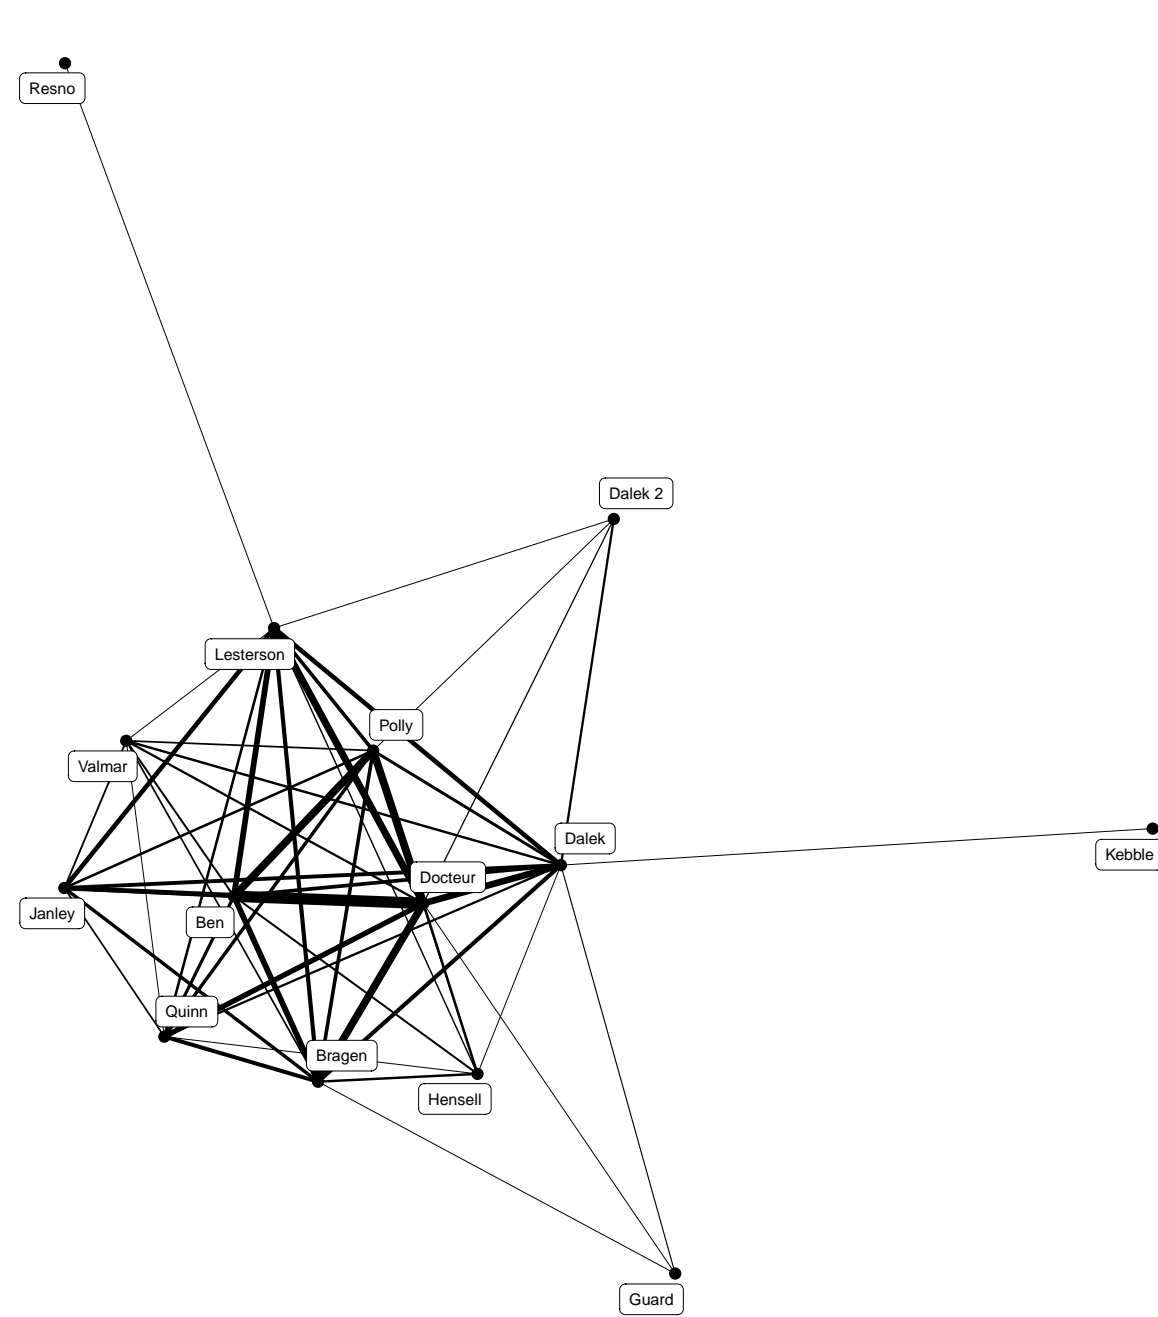 Resno
Dalek 2
Lesterson
Polly
Valmar
Dalek
Kebble
Docteur
Janley
Ben
Quinn
Bragen
Hensell
Guard